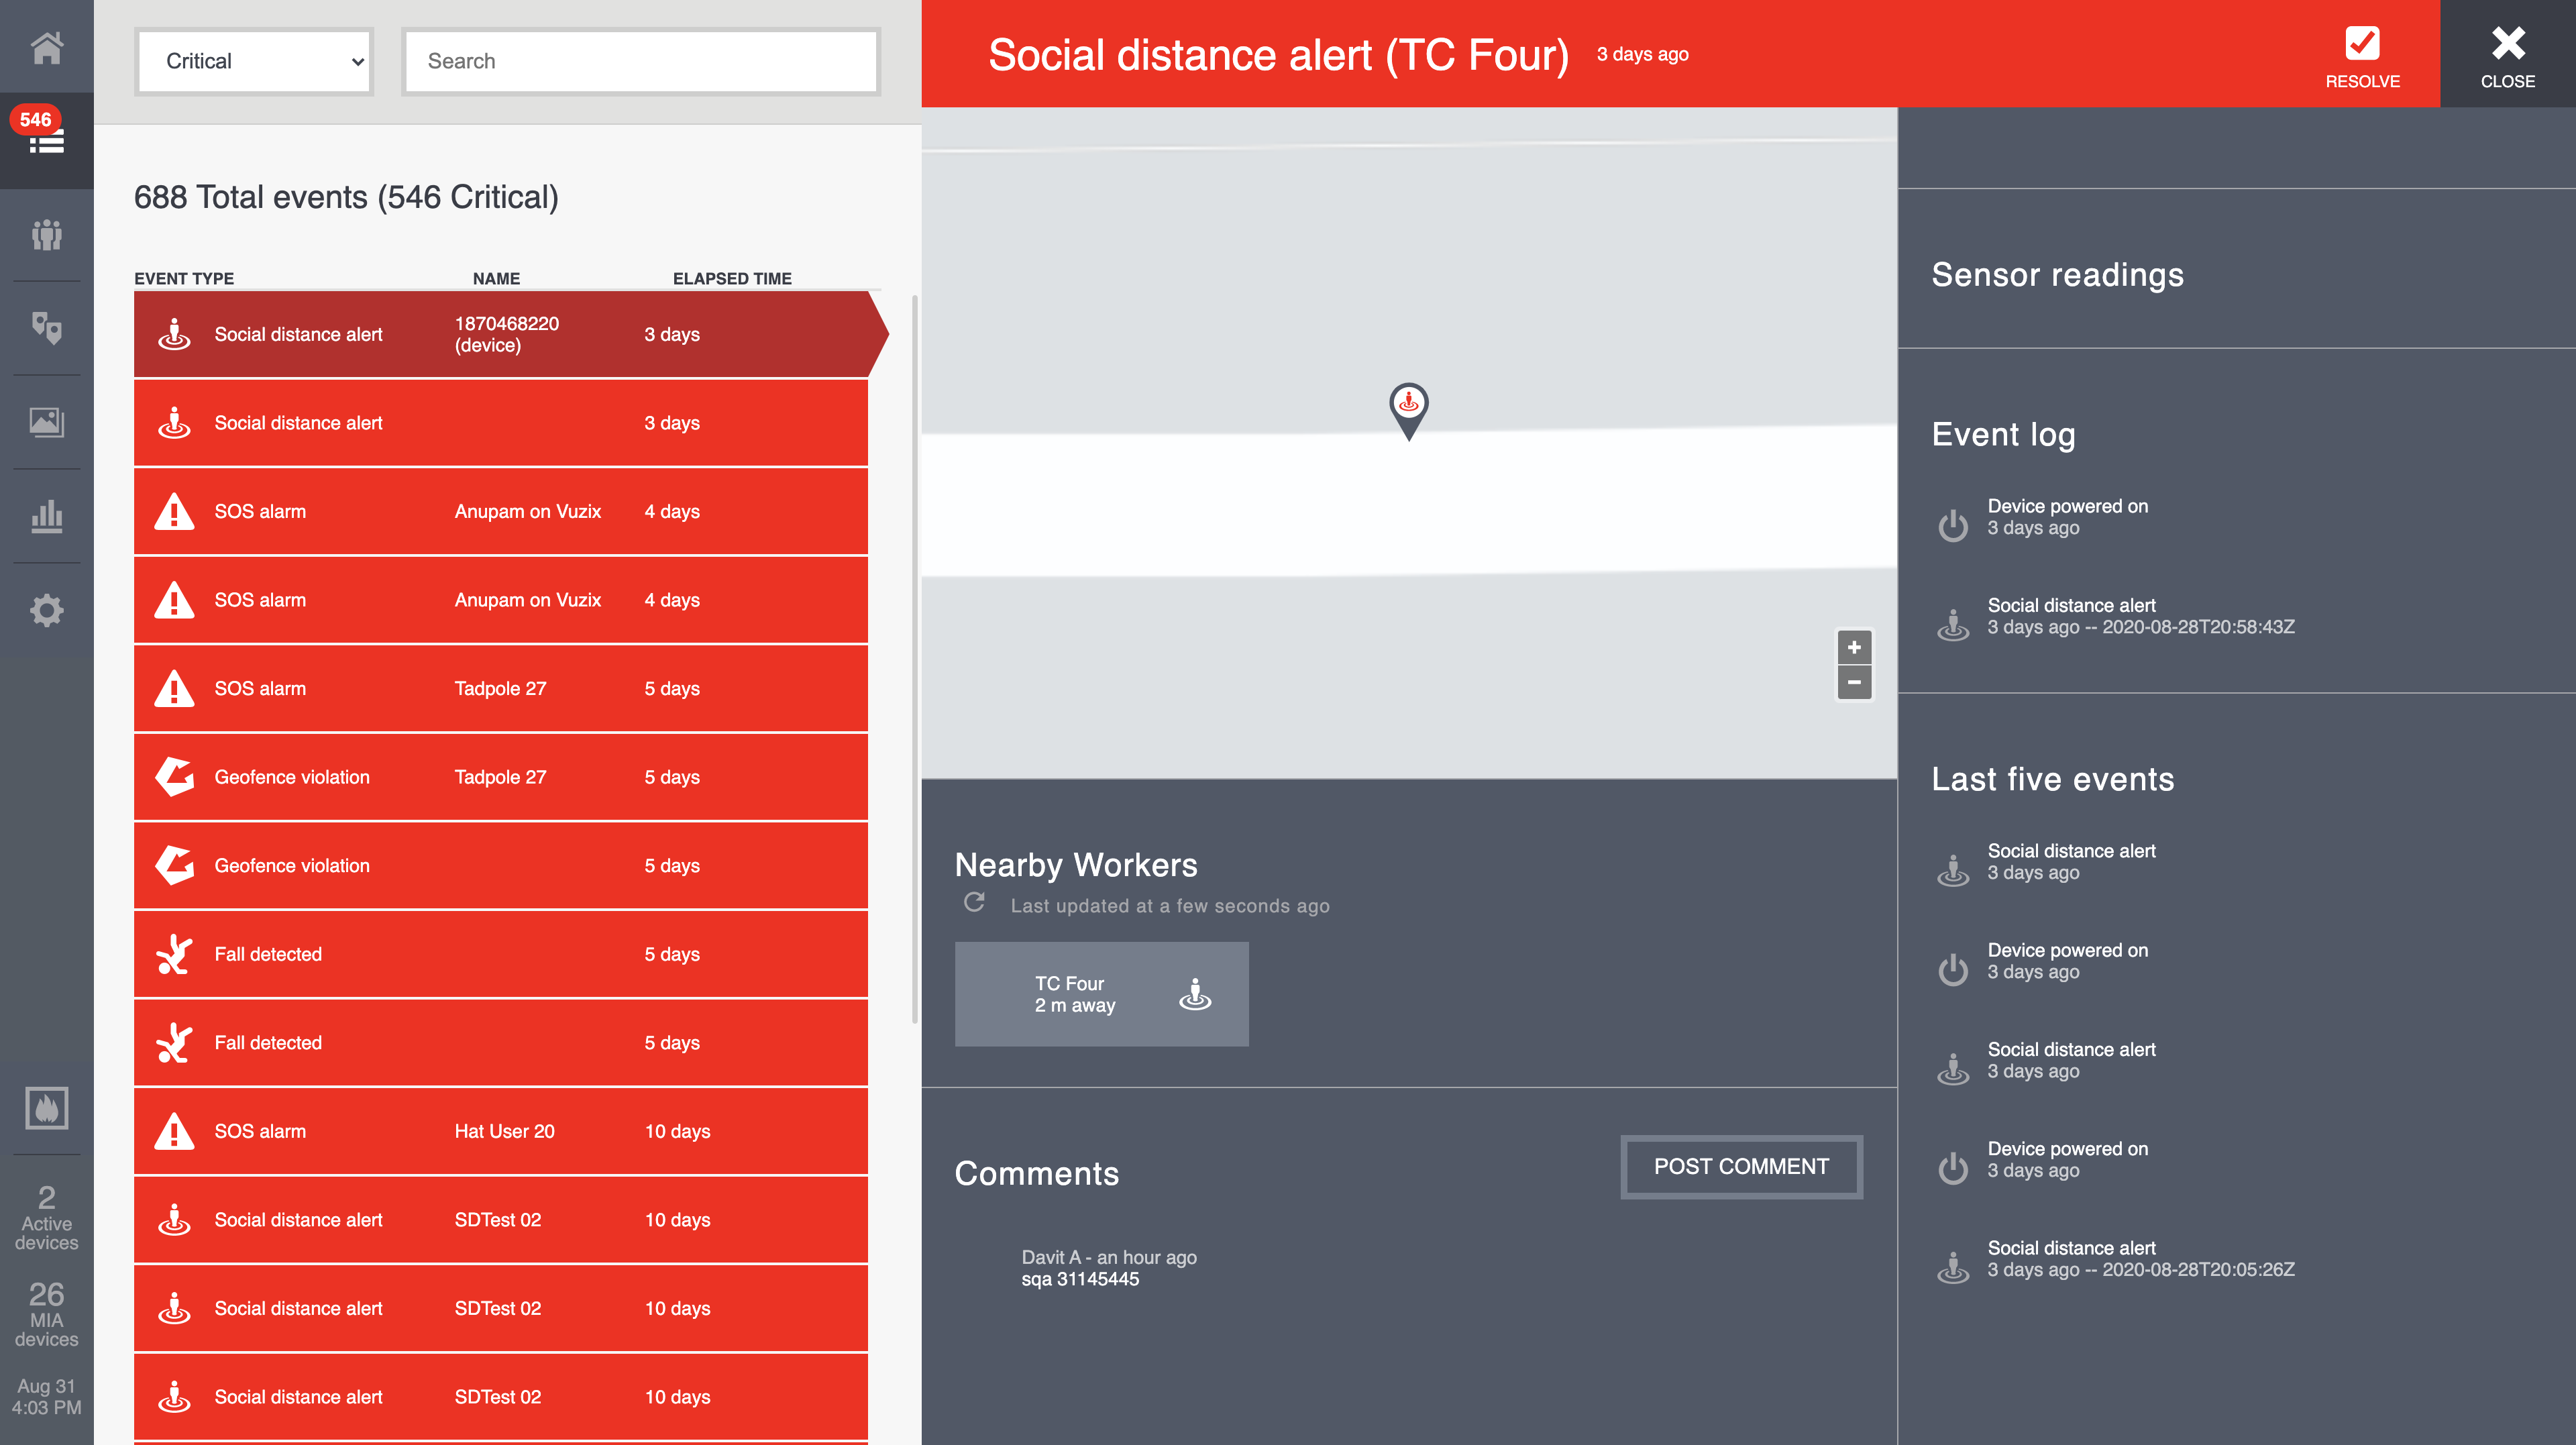 546
2
Active
devices
26
MIA
devices
Aug 31
4:03 PM
Critical
Search
688 Total events (546 Critical)
EVENT TYPE NAME ELAPSED TIME
Social distance alert 1870468220 (device) 3 days
Social distance alert 3 days
SOS alarm Anupam on Vuzix 4 days
SOS alarm Anupam on Vuzix 4 days
SOS alarm Tadpole 27 5 days
Geofence violation Tadpole 27 5 days
Geofence violation 5 days
Fall detected 5 days
Fall detected 5 days
SOS alarm Hat User 20 10 days
Social distance alert SDTest 02 10 days
Social distance alert SDTest 02 10 days
Social distance alert SDTest 02 10 days
Social distance alert (TC Four) 3 days ago
RESOLVE
CLOSE
+
−
Nearby Workers
Last updated at a few seconds ago
TC Four
2 m away
Comments
POST COMMENT
Davit A - an hour ago
sqa 31145445
Sensor readings
Event log
Device powered on
3 days ago
Social distance alert
3 days ago -- 2020-08-28T20:58:43Z
Last five events
Social distance alert
3 days ago
Device powered on
3 days ago
Social distance alert
3 days ago
Device powered on
3 days ago
Social distance alert
3 days ago -- 2020-08-28T20:05:26Z